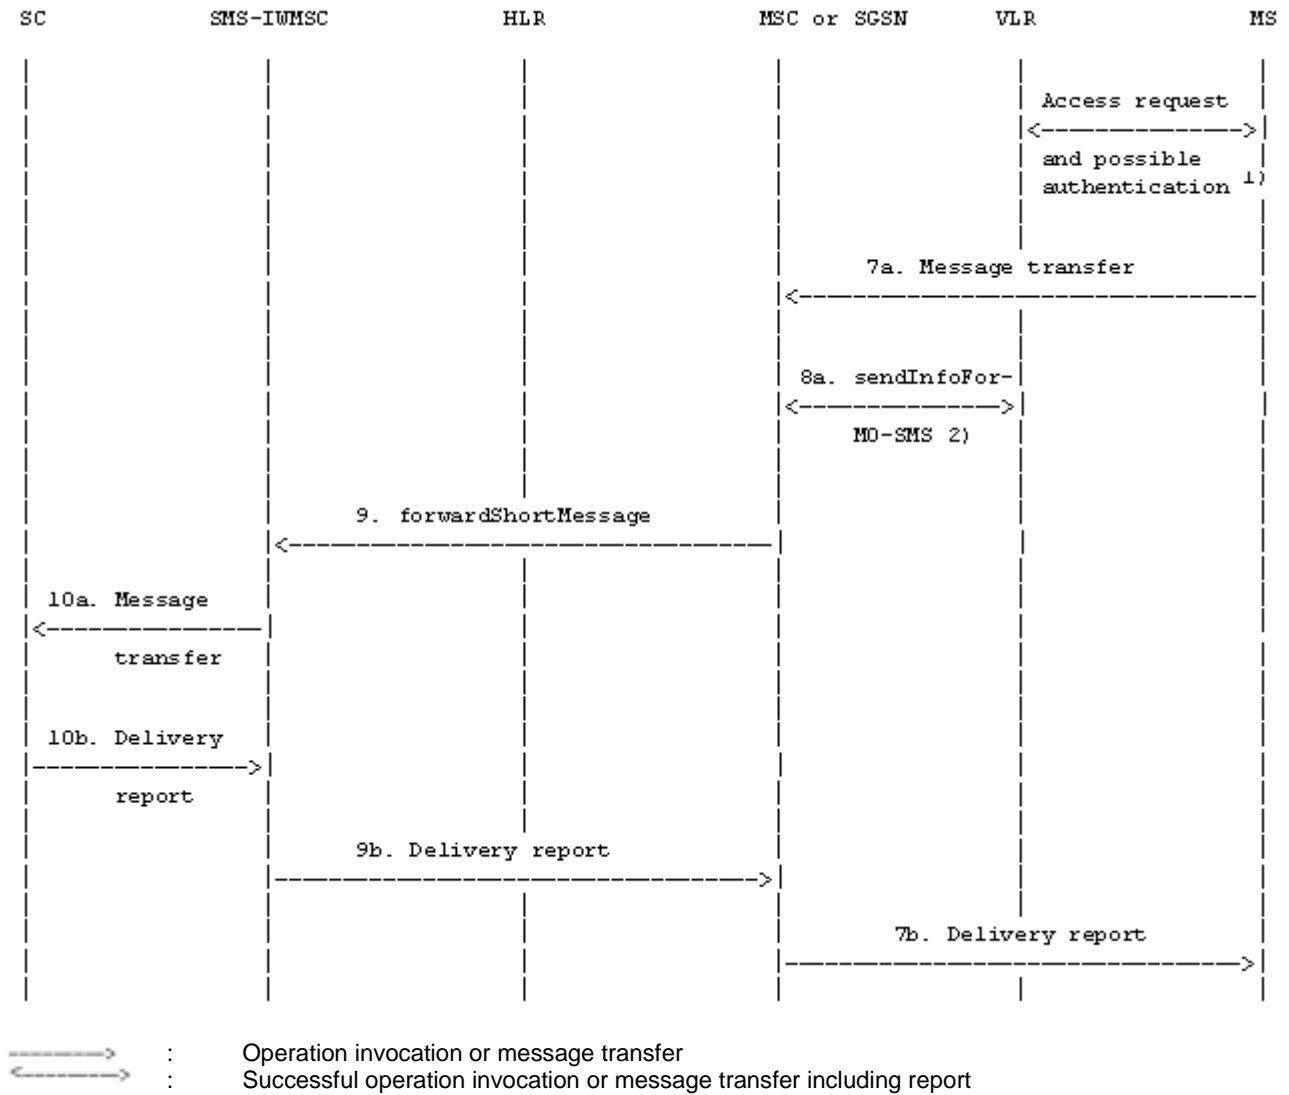 SC SMS-IWMSC HLR MSC or SGSN VLR MS
Access request
and possible
authentication 1)
7a. Message transfer
8a. sendInfoFor-
MO-SMS 2)
9. forwardShortMessage
10a. Message
transfer
10b. Delivery
report
9b. Delivery report
7b. Delivery report
: Operation invocation or message transfer
: Successful operation invocation or message transfer including report